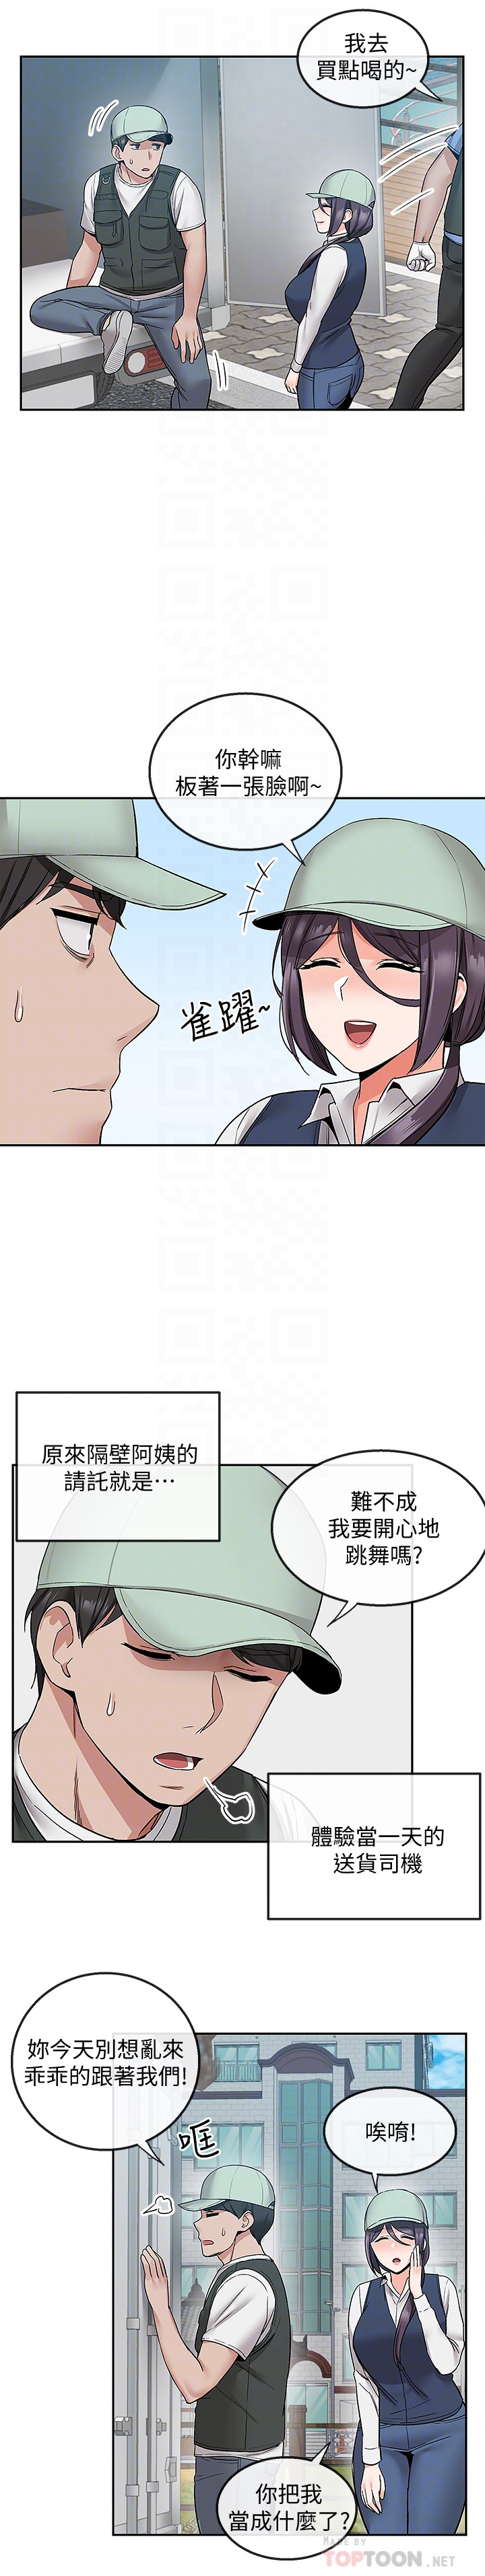 我去
買點喝的~
你幹嘛
板著一張臉啊~
雀躍~
原來隔壁阿姨的
請託就是…
難不成
我要開心地
跳舞嗎?
體驗當一天的
送貨司機
妳今天別想亂來
乖乖的跟著我們!
哐
唉唷!
你把我
當成什麼了?
Made by
TOPTOON.NET